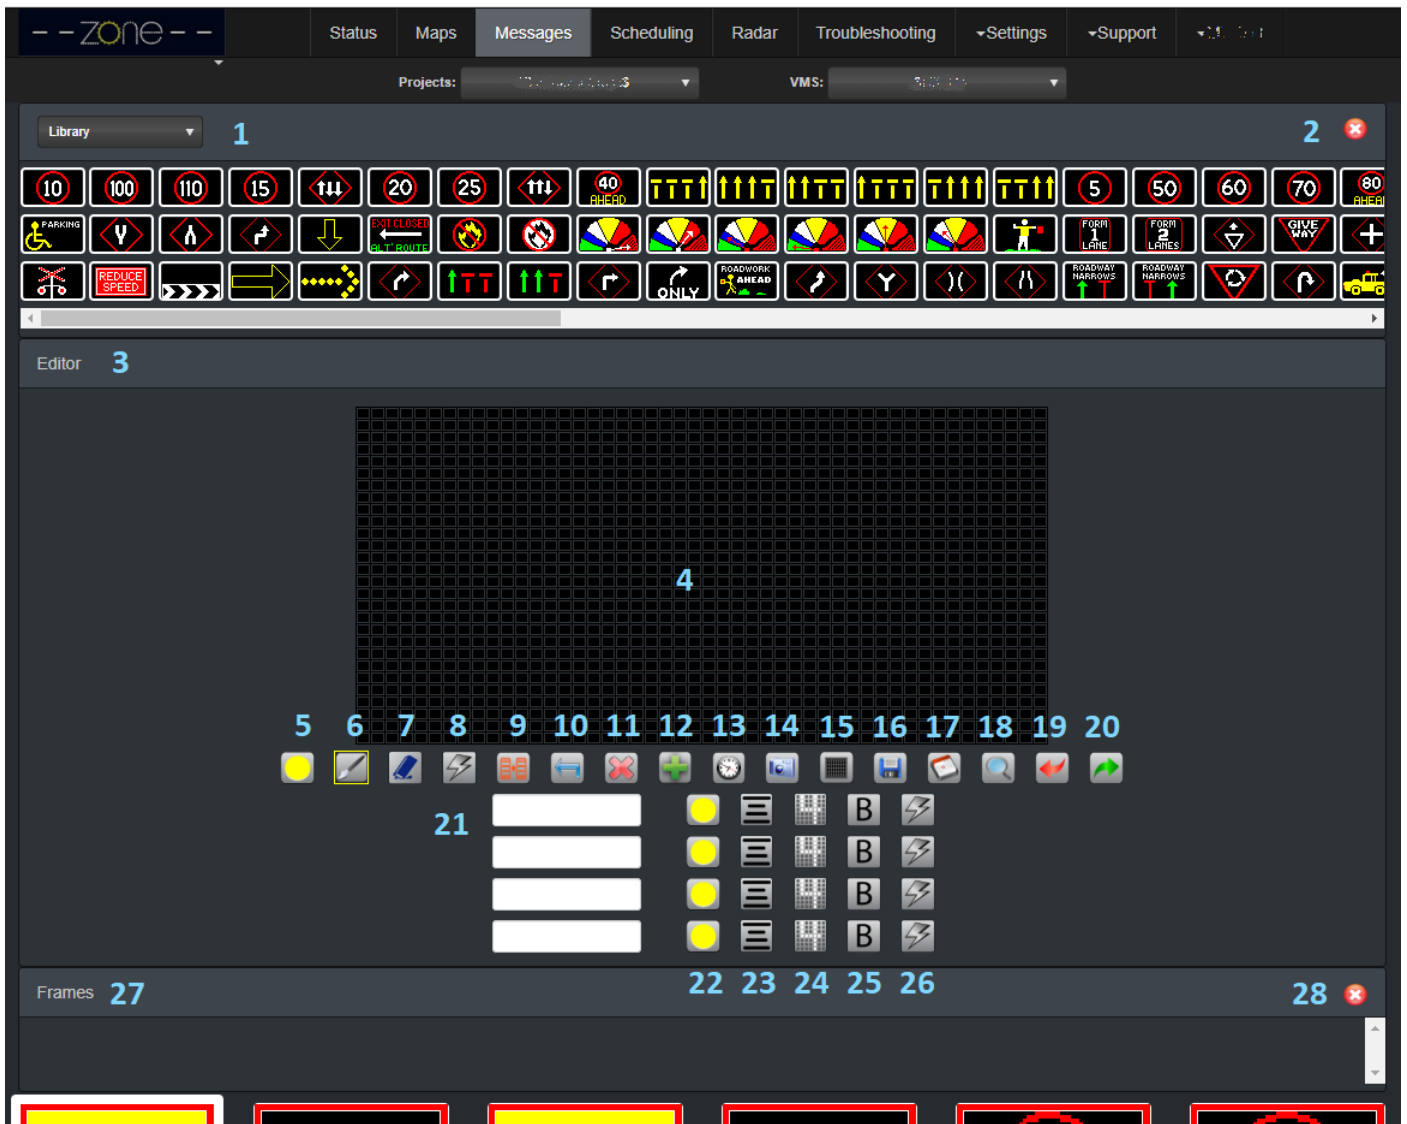 --zone--
Status Maps Messages Scheduling Radar Troubleshooting Settings Support
Projects: VMS:
Library 1 2
10 100 110 15 20 25 40 AHEAD 5 50 60 70 80 AHEAD
PARKING EXIT CLOSED ALT ROUTE FORM 1 LANE FORM 2 LANES GIVE WAY
REDUCE SPEED ONLY ROADWORK AHEAD ROADWAY NARROWS ROADWAY NARROWS
Editor 3
4
5 6 7 8 9 10 11 12 13 14 15 16 17 18 19 20
B
21
B
B
B
22 23 24 25 26
Frames 27 28